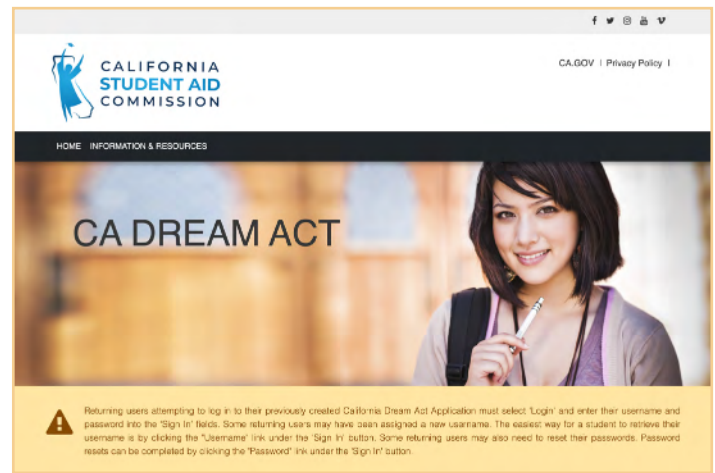 CA.GOV | Privacy Policy |
CALIFORNIA
STUDENT AID
COMMISSION
HOME INFORMATION & RESOURCES
CA DREAM ACT
Returning users attempting to log in to their previously created California Dream Act Application must select 'Login' and enter their username and
password into the 'Sign In' fields. Some returning users may have been assigned a new username. The easiest way for a student to retrieve their
username is by clicking the "Username" link under the 'Sign In' button. Some returning users may also need to reset their passwords. Password
resets can be completed by clicking the "Password" link under the 'Sign In' button